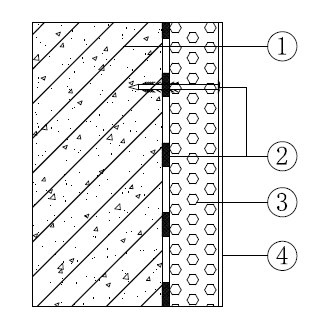 ①
②
③
④